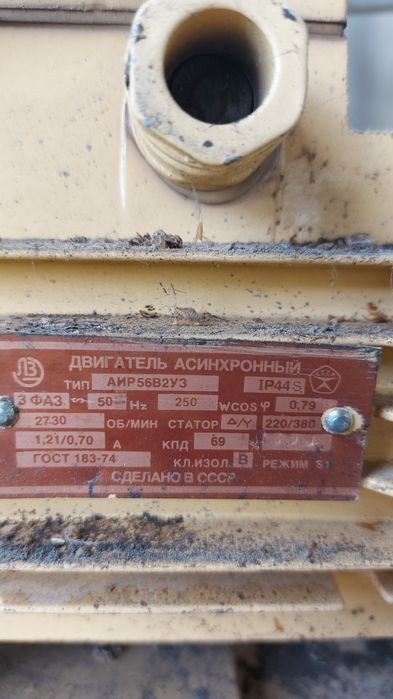 ДВИГАТЕЛЬ АСИНХРОННЫЙ
ТИП АИР56В2У3 IP44S
3 ФАЗ ~ 50 Hz 250 W COS φ 0,79
2730 ОБ/МИН СТАТОР Δ/Y 220/380
1,21/0,70 А КПД 69 %
ГОСТ 183-74 КЛ.ИЗОЛ. В РЕЖИМ S1
СДЕЛАНО В СССР